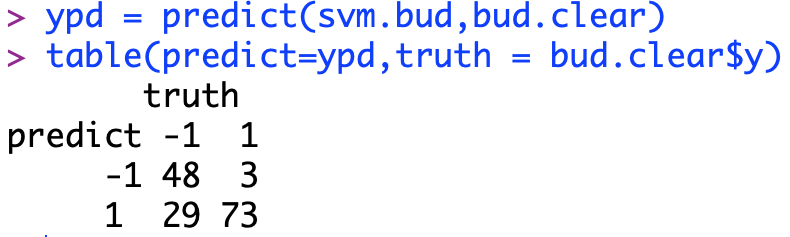 > ypd = predict(svm.bud,bud.clear)
> table(predict=ypd,truth = bud.clear$y)
truth
predict -1 1
-1 48 3
1 29 73